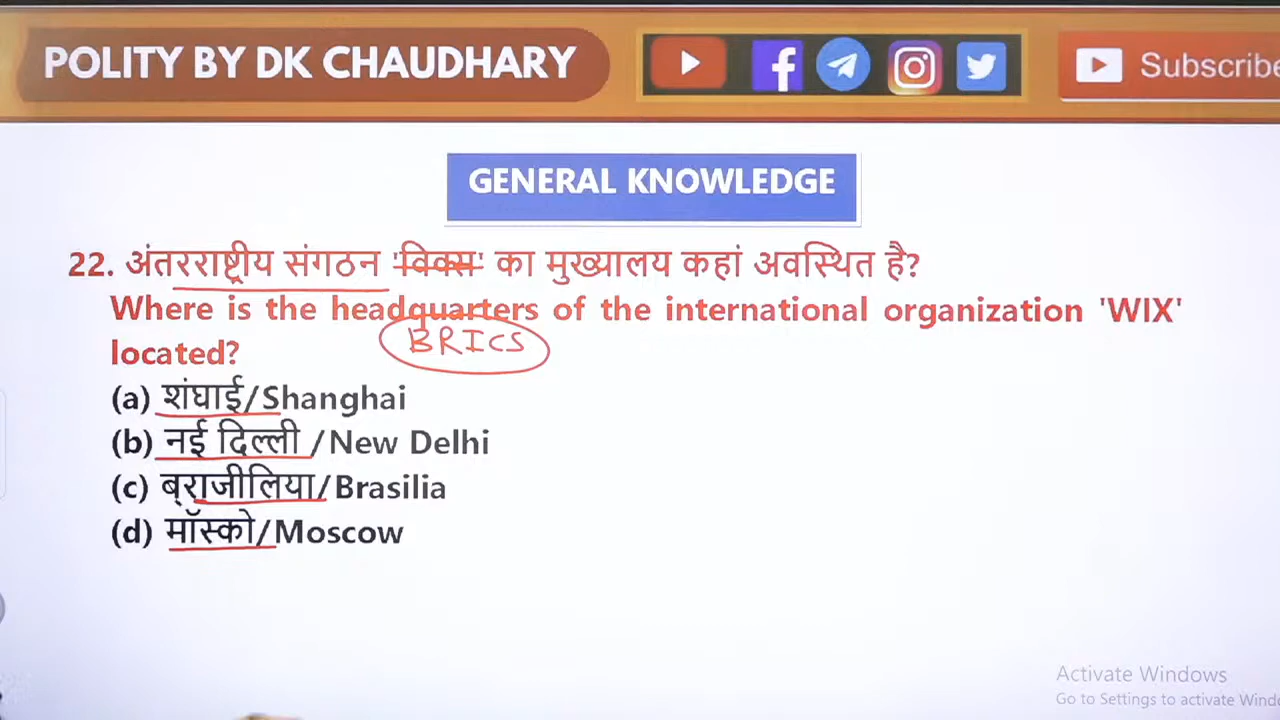 POLITY BY DK CHAUDHARY
Subscribe
GENERAL KNOWLEDGE
22. अंतरराष्ट्रीय संगठन 'विक्स' का मुख्यालय कहां अवस्थित है?
Where is the headquarters of the international organization 'WIX'
located?
BRICS
(a) शंघाई/Shanghai
(b) नई दिल्ली /New Delhi
(c) ब्राजीलिया/Brasilia
(d) मॉस्को/Moscow
Activate Windows
Go to Settings to activate Wind